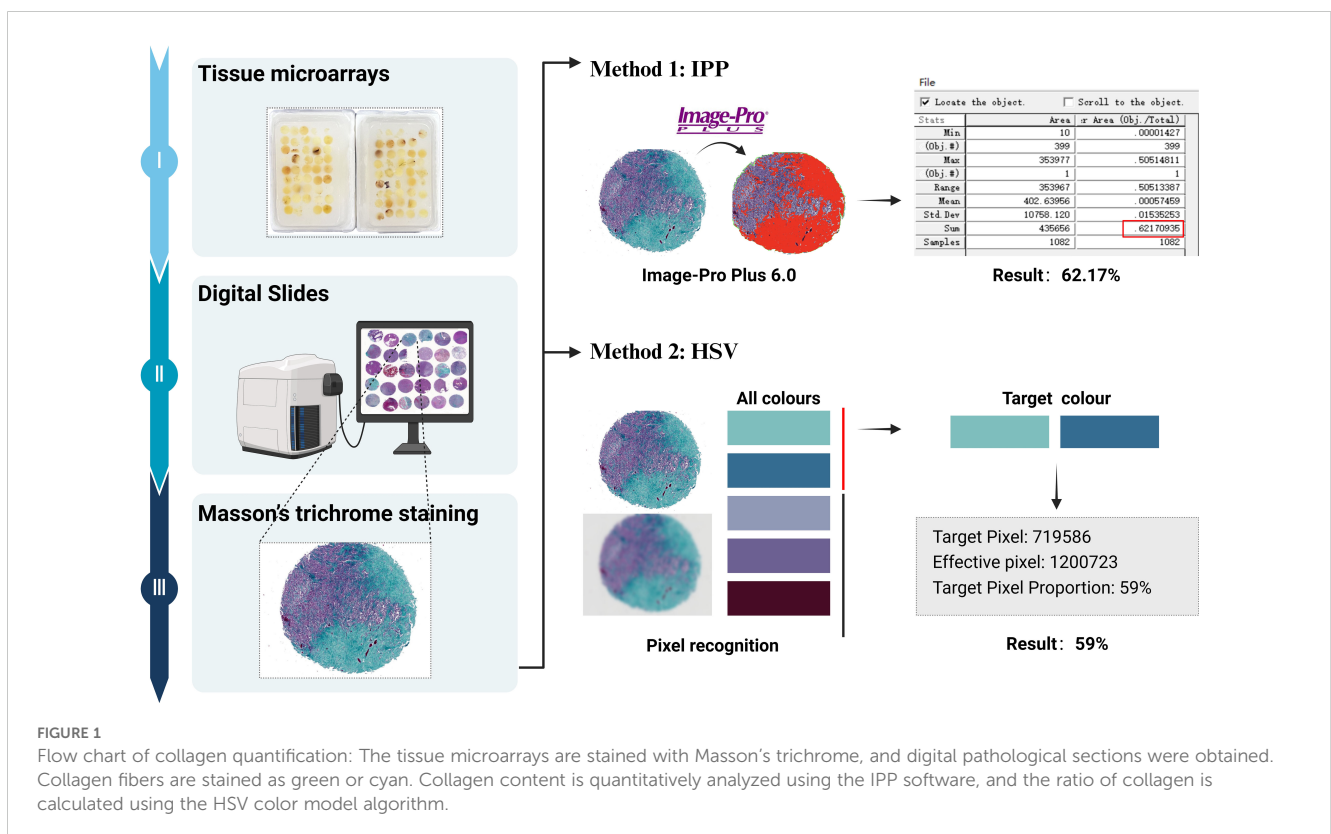 Tissue microarrays
I
Digital Slides
II
Masson's trichrome staining
III
Method 1: IPP
Image-Pro®
PLUS
Image-Pro Plus 6.0
File
Locate the object. Scroll to the object.
Stats Area r Area (Obj./Total)
Min 10 .00001427
(Obj.#) 399 399
Max 353977 .50514811
(Obj.#) 1 1
Range 353967 .50513387
Mean 402.63956 .00057459
Std.Dev 10758.120 .01535253
Sum 435656 .62170935
Samples 1082 1082
Result: 62.17%
Method 2: HSV
All colours
Pixel recognition
Target colour
Target Pixel: 719586
Effective pixel: 1200723
Target Pixel Proportion: 59%
Result: 59%
FIGURE 1
Flow chart of collagen quantification: The tissue microarrays are stained with Masson's trichrome, and digital pathological sections were obtained.
Collagen fibers are stained as green or cyan. Collagen content is quantitatively analyzed using the IPP software, and the ratio of collagen is
calculated using the HSV color model algorithm.